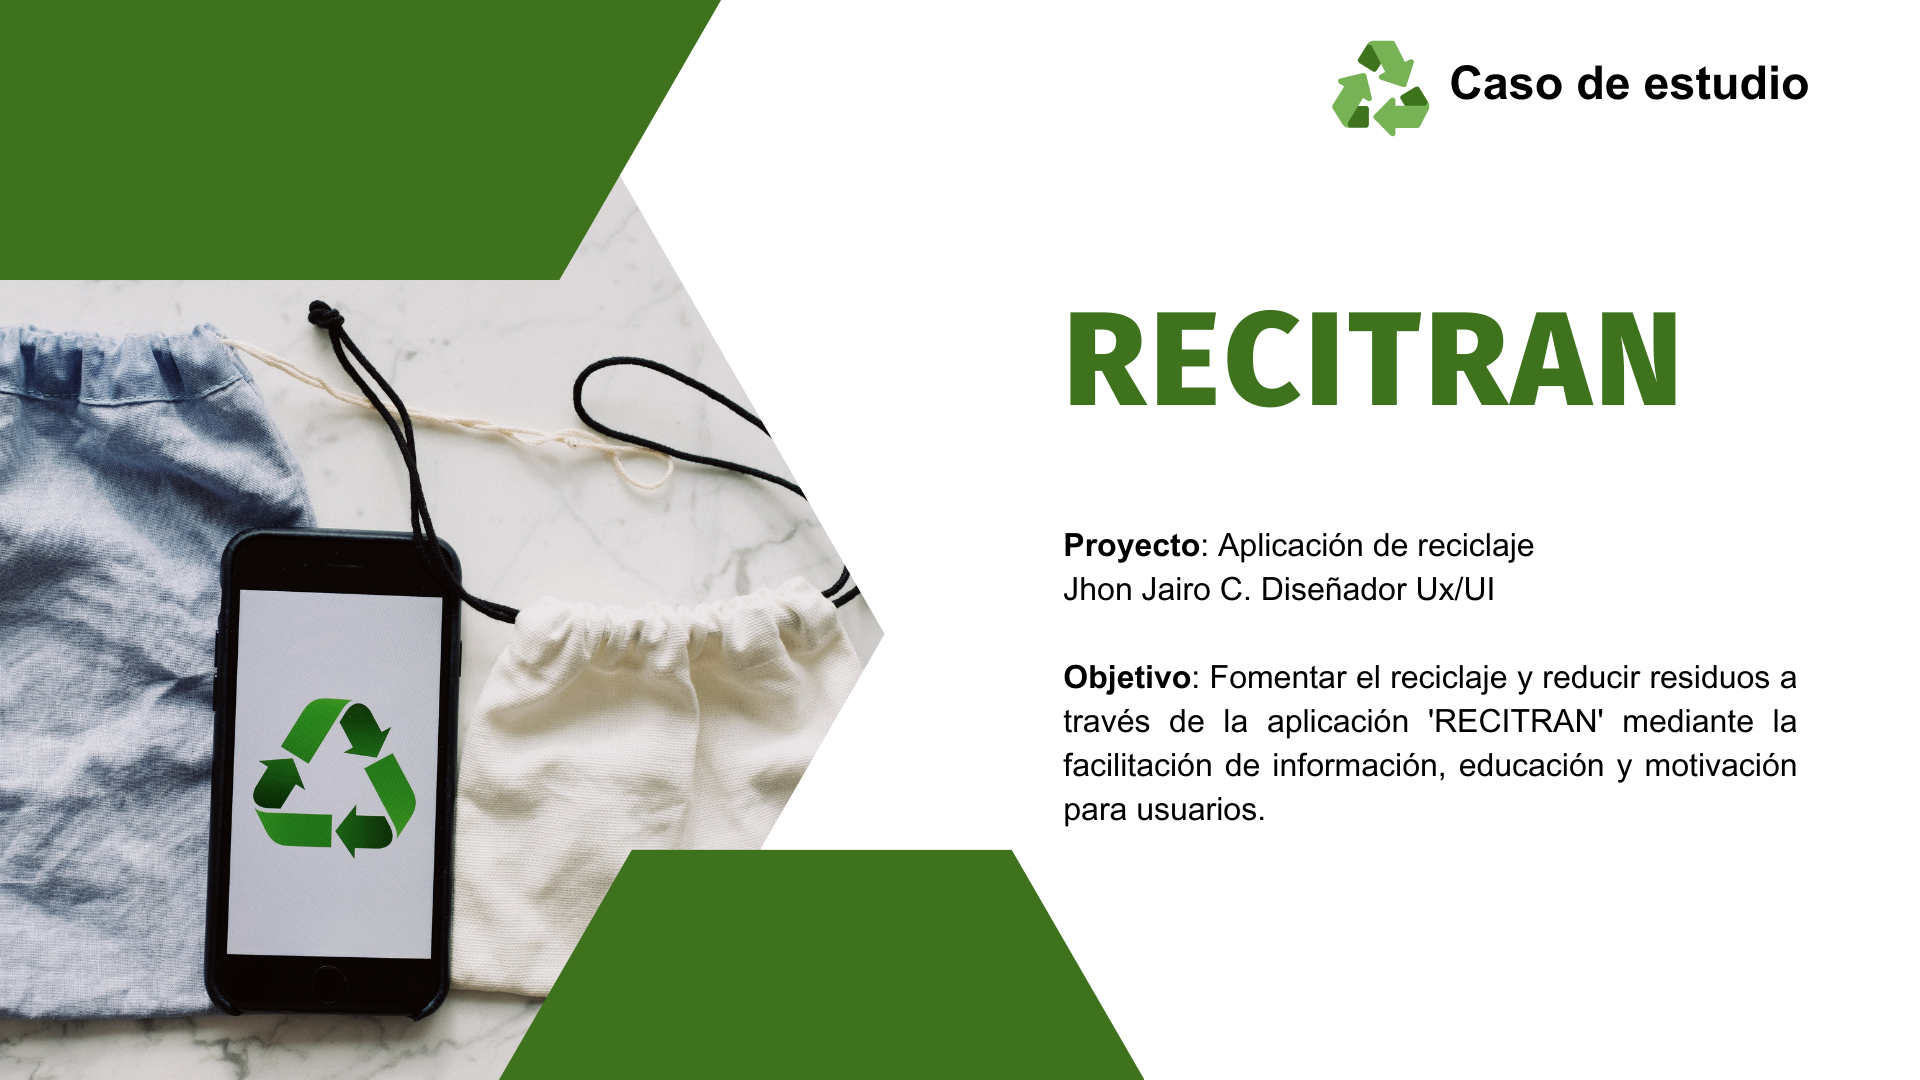 Caso de estudio
RECITRAN
Proyecto: Aplicación de reciclaje
Jhon Jairo C. Diseñador Ux/UI
Objetivo: Fomentar el reciclaje y reducir residuos a
través de la aplicación 'RECITRAN' mediante la
facilitación de información, educación y motivación
para usuarios.